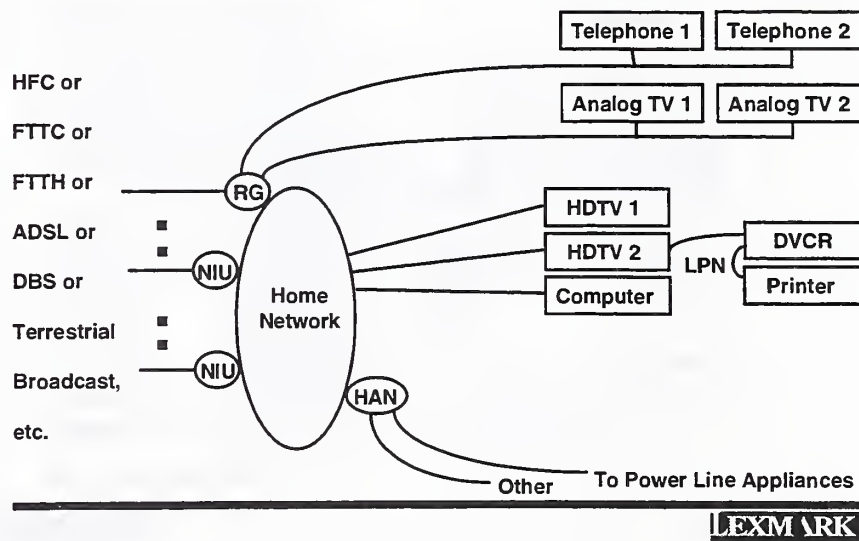 Telephone 1
Telephone 2
Analog TV 1
Analog TV 2
HFC or
FTTC or
FTTH or
ADSL or
DBS or
Terrestrial
Broadcast,
etc.
RG
NIU
NIU
Home
Network
HDTV 1
HDTV 2
Computer
LPN
DVCR
Printer
HAN
Other
To Power Line Appliances
LEXMARK